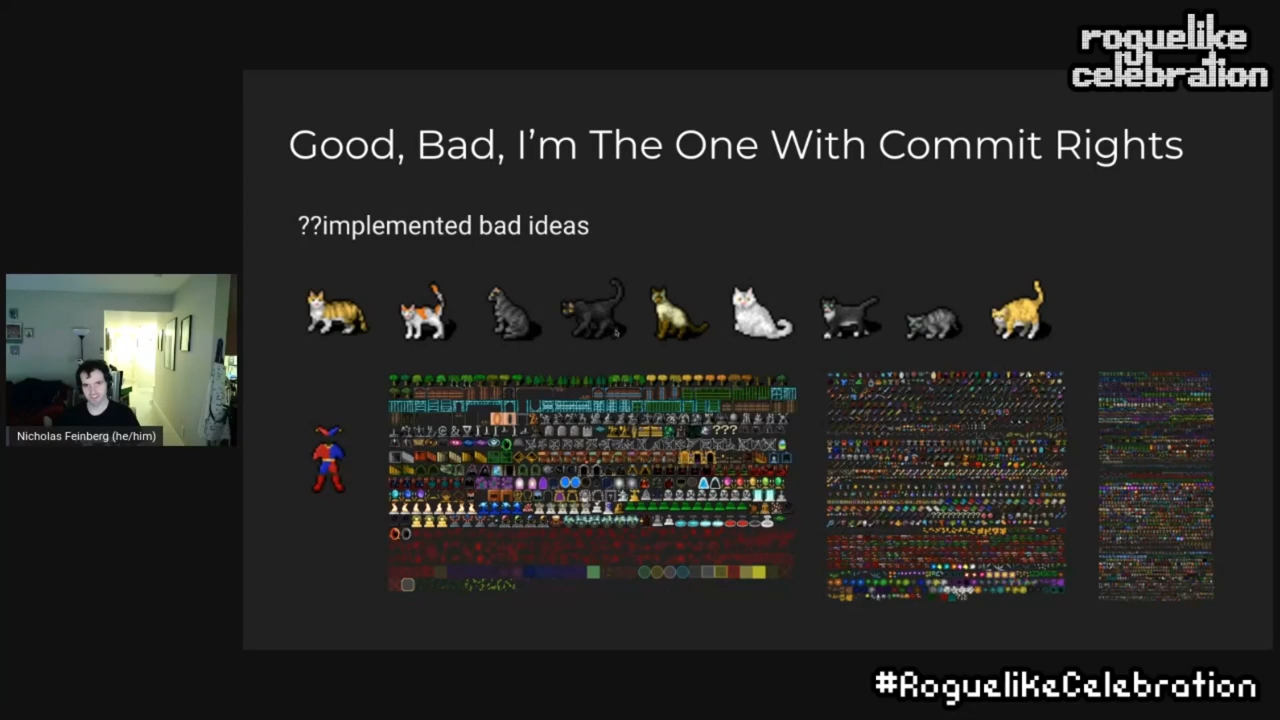 roguelike
celebration
Good, Bad, I'm The One With Commit Rights
??implemented bad ideas
Nicholas Feinberg (he/him)
???
#RoguelikeCelebration